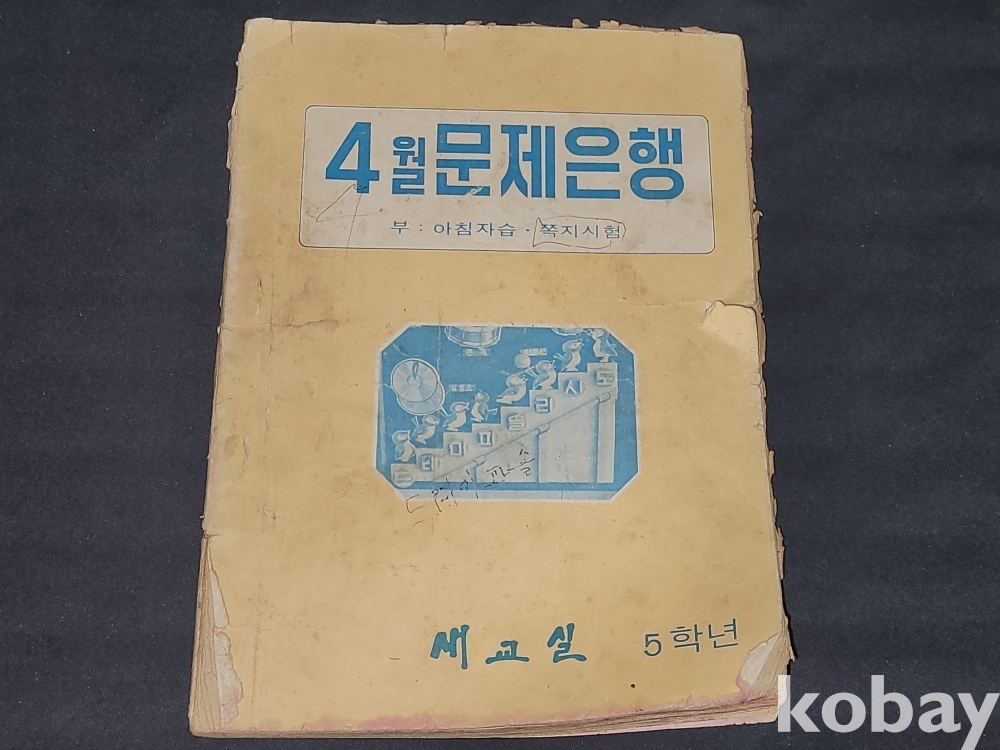 4월 문제은행
부 : 아침자습 · 쪽지시험
도 레 미 파 솔 라 시 도
새교실
5학년
kobay